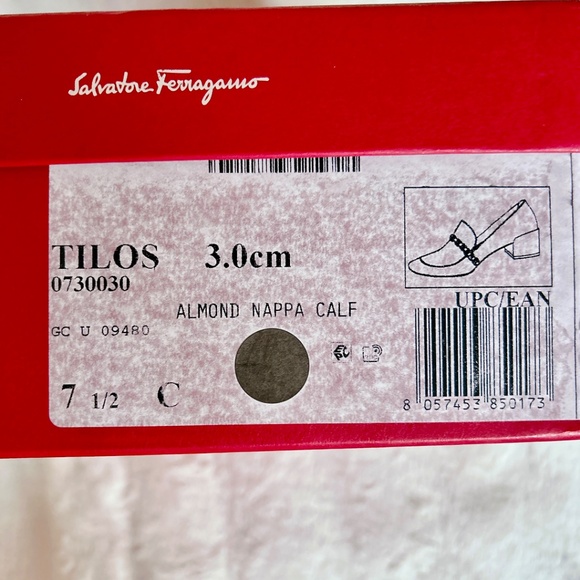 Salvatore Ferragamo
TILOS 3.0cm
0730030
ALMOND NAPPA CALF
GC U 09480
7 1/2 C
UPC/EAN
8 057453 850173